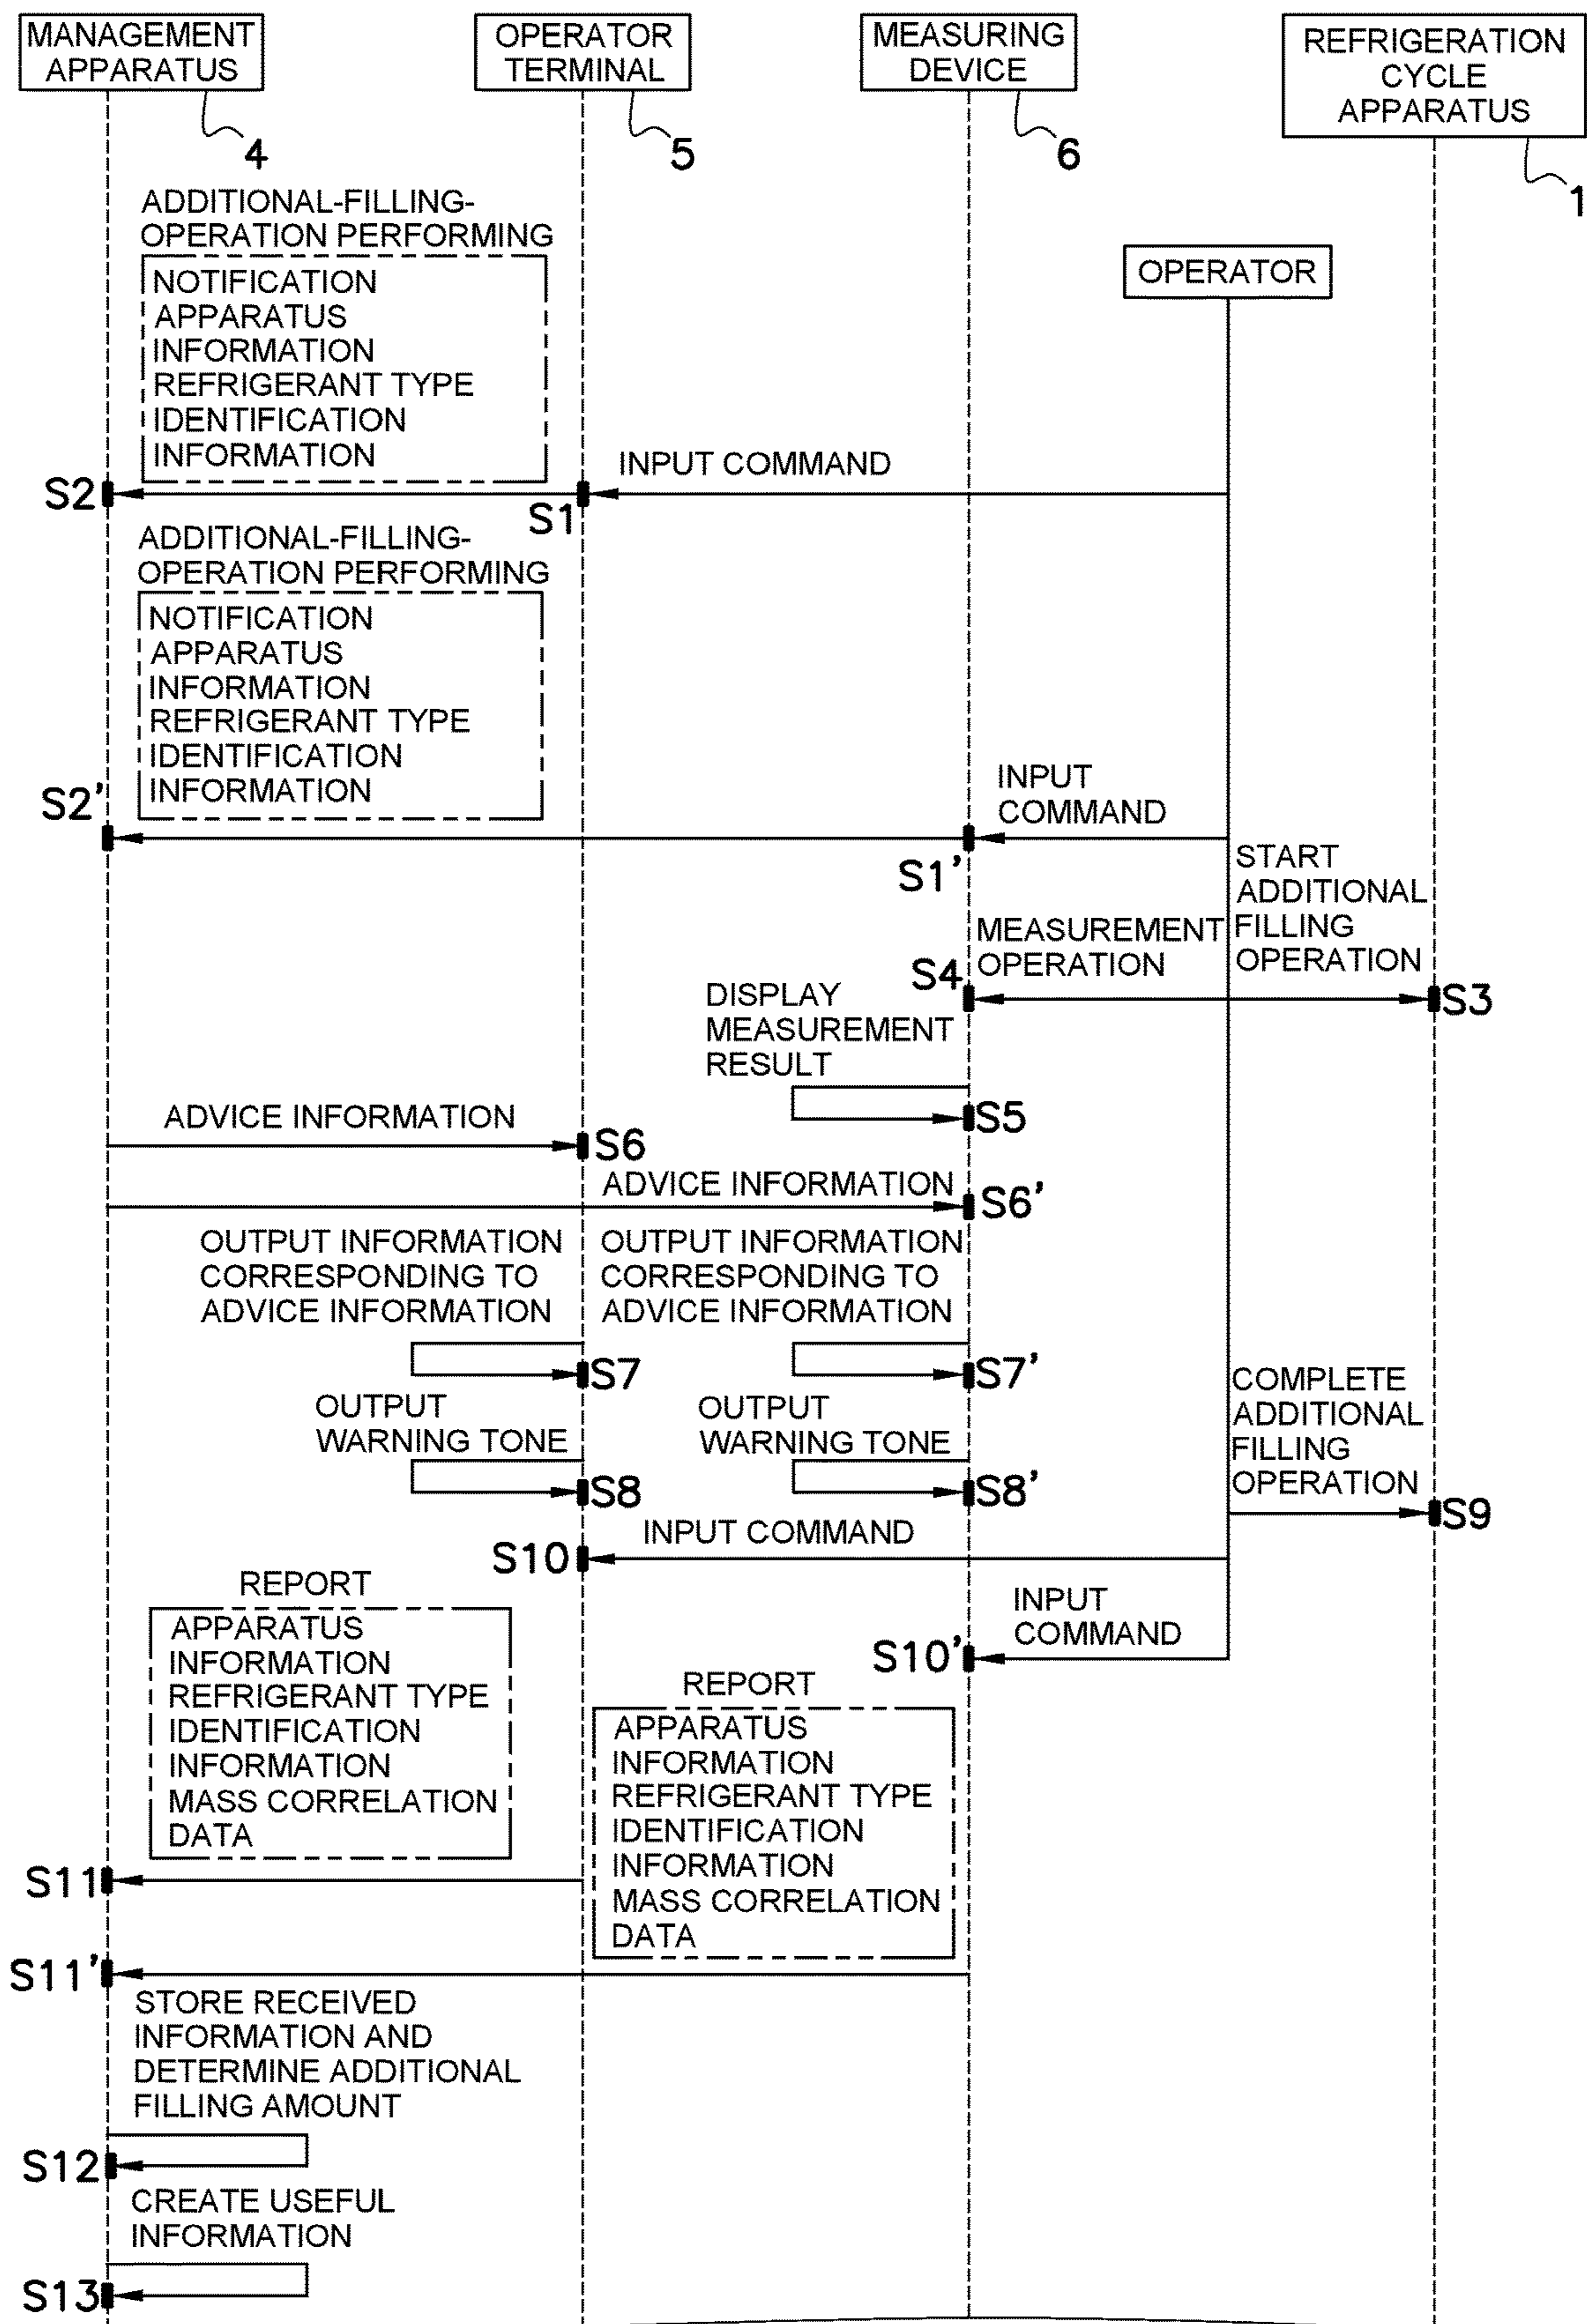 MANAGEMENT
APPARATUS
4
OPERATOR
TERMINAL
5
MEASURING
DEVICE
6
REFRIGERATION
CYCLE
APPARATUS
1
OPERATOR
ADDITIONAL-FILLING-
OPERATION PERFORMING
NOTIFICATION
APPARATUS
INFORMATION
REFRIGERANT TYPE
IDENTIFICATION
INFORMATION
INPUT COMMAND
S2
S1
ADDITIONAL-FILLING-
OPERATION PERFORMING
NOTIFICATION
APPARATUS
INFORMATION
REFRIGERANT TYPE
IDENTIFICATION
INFORMATION
S2'
INPUT
COMMAND
S1'
START
ADDITIONAL
FILLING
OPERATION
MEASUREMENT
OPERATION
S4
S3
DISPLAY
MEASUREMENT
RESULT
S5
ADVICE INFORMATION
S6
ADVICE INFORMATION
S6'
OUTPUT INFORMATION
CORRESPONDING TO
ADVICE INFORMATION
S7
OUTPUT INFORMATION
CORRESPONDING TO
ADVICE INFORMATION
S7'
OUTPUT
WARNING TONE
S8
OUTPUT
WARNING TONE
S8'
COMPLETE
ADDITIONAL
FILLING
OPERATION
S9
INPUT COMMAND
S10
INPUT
COMMAND
S10'
REPORT
APPARATUS
INFORMATION
REFRIGERANT TYPE
IDENTIFICATION
INFORMATION
MASS CORRELATION
DATA
S11
REPORT
APPARATUS
INFORMATION
REFRIGERANT TYPE
IDENTIFICATION
INFORMATION
MASS CORRELATION
DATA
S11'
STORE RECEIVED
INFORMATION AND
DETERMINE ADDITIONAL
FILLING AMOUNT
S12
CREATE USEFUL
INFORMATION
S13